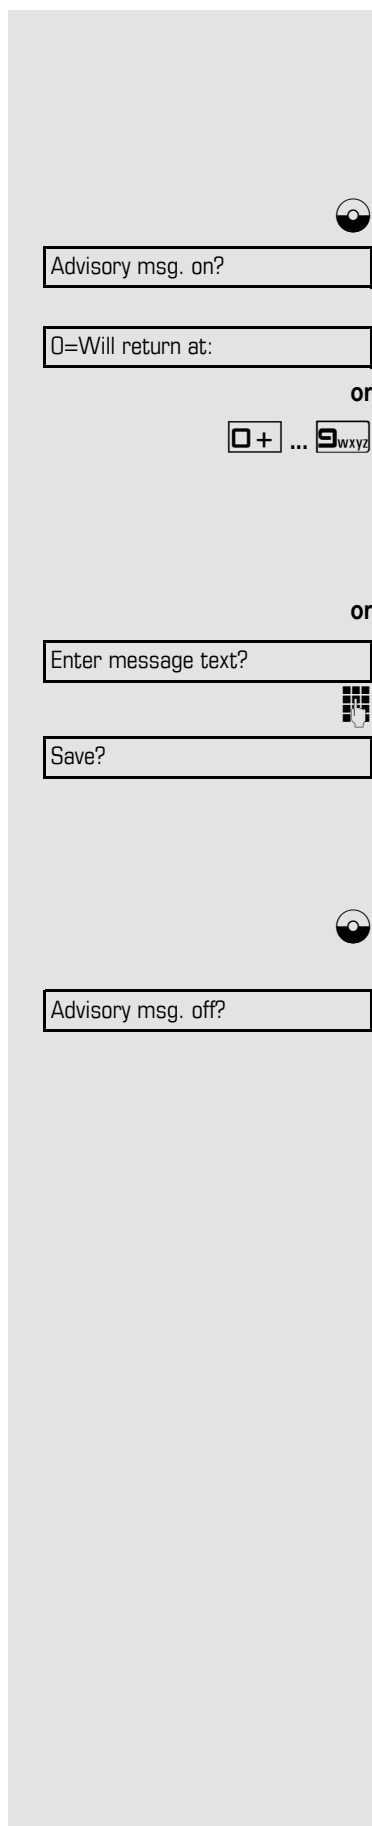 Advisory msg. on?
0=Will return at:
or
0+ ... 9wxyz
or
Enter message text?
Save?
Advisory msg. off?